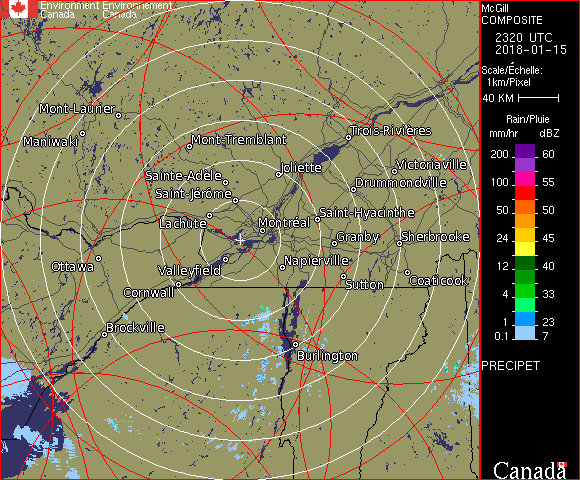 Environment Environnement
Canada Canada
McGill
COMPOSITE
2320 UTC
2018-01-15
Scale/Échelle:
1km/Pixel
40 KM
Rain/Pluie
mm/hr dBZ
200 60
100 55
50 50
24 45
12 40
4 33
1 23
0.1 7
PRECIPET
Canada
Mont-Laurier
Maniwaki
Mont-Tremblant
Trois-Rivières
Sainte-Adèle
Joliette
Victoriaville
Saint-Jérôme
Drummondville
Lachute
Montréal
Saint-Hyacinthe
Granby
Sherbrooke
Ottawa
Valleyfield
Napierville
Cornwall
Sutton
Coaticook
Brockville
Burlington